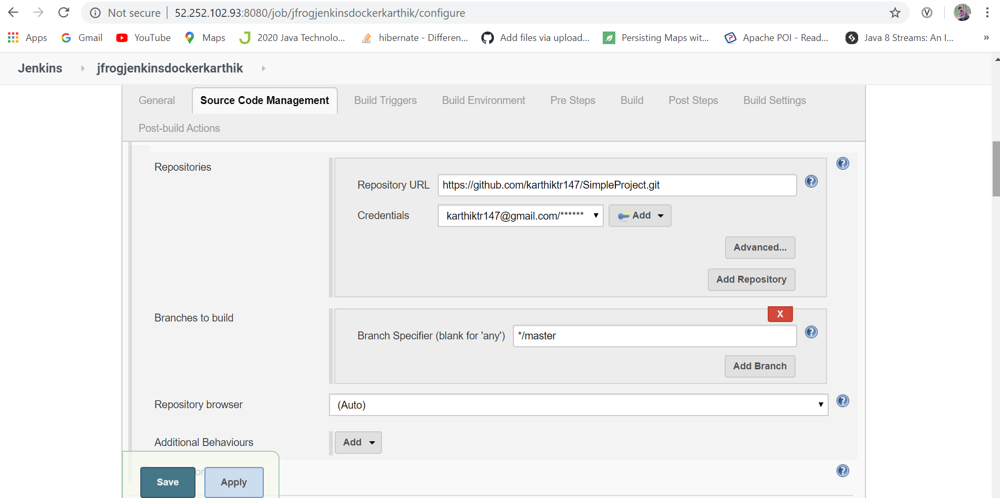 Not secure 52.252.102.93:8080/job/jfrogjenkinsdockerkarthik/configure
Apps Gmail YouTube Maps 2020 Java Technolo... hibernate - Differen... Add files via upload... Persisting Maps wit... Apache POI - Read... Java 8 Streams: An I... »
Jenkins jfrogjenkinsdockerkarthik
General Source Code Management Build Triggers Build Environment Pre Steps Build Post Steps Build Settings
Post-build Actions
Repositories
Repository URL https://github.com/karthiktr147/SimpleProject.git
Credentials karthiktr147@gmail.com/****** Add
Advanced...
Add Repository
Branches to build
X
Branch Specifier (blank for 'any') */master
Add Branch
Repository browser (Auto)
Additional Behaviours Add
Save Apply